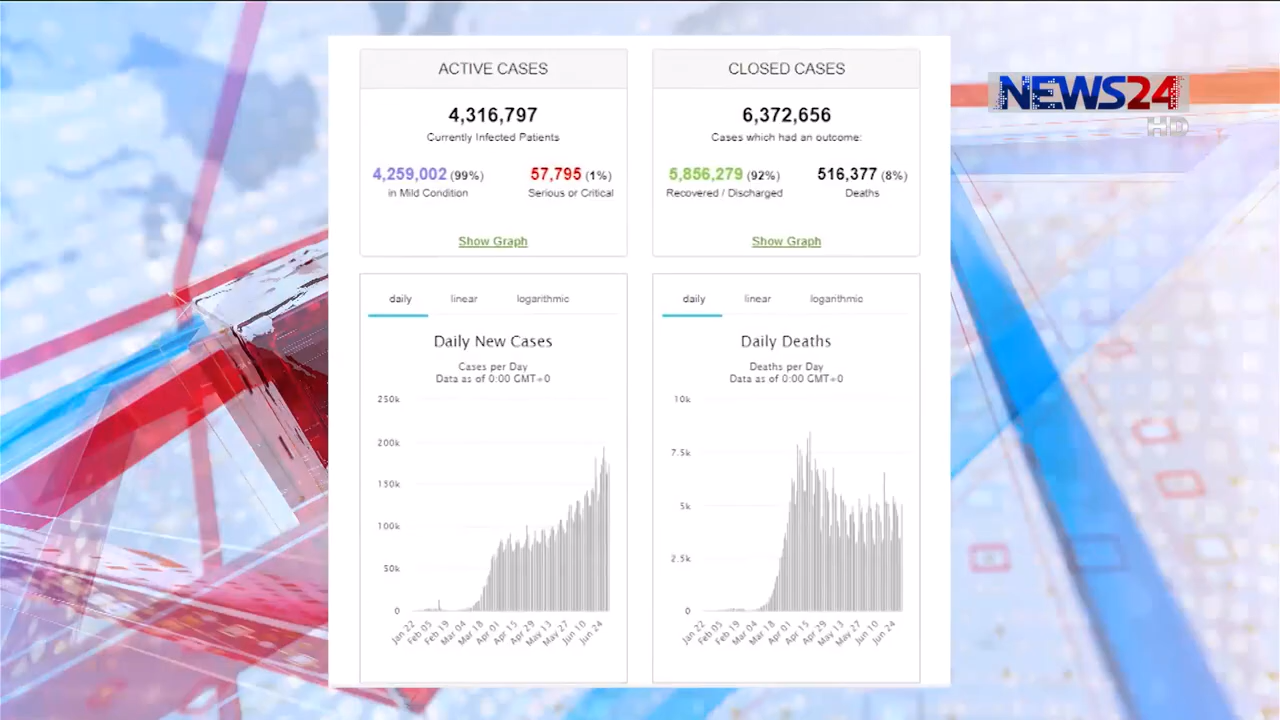 ACTIVE CASES
4,316,797
Currently Infected Patients
4,259,002 (99%)
in Mild Condition
57,795 (1%)
Serious or Critical
Show Graph
CLOSED CASES
6,372,656
Cases which had an outcome:
5,856,279 (92%)
Recovered / Discharged
516,377 (8%)
Deaths
Show Graph
NEWS24
HD
daily linear logarithmic
Daily New Cases
Cases per Day
Data as of 0:00 GMT+0
250k
200k
150k
100k
50k
0
Jan 22 Feb 05 Feb 19 Mar 04 Mar 18 Apr 01 Apr 15 Apr 29 May 13 May 27 Jun 10 Jun 24
daily linear logarithmic
Daily Deaths
Deaths per Day
Data as of 0:00 GMT+0
10k
7.5k
5k
2.5k
0
Jan 22 Feb 05 Feb 19 Mar 04 Mar 18 Apr 01 Apr 15 Apr 29 May 13 May 27 Jun 10 Jun 24